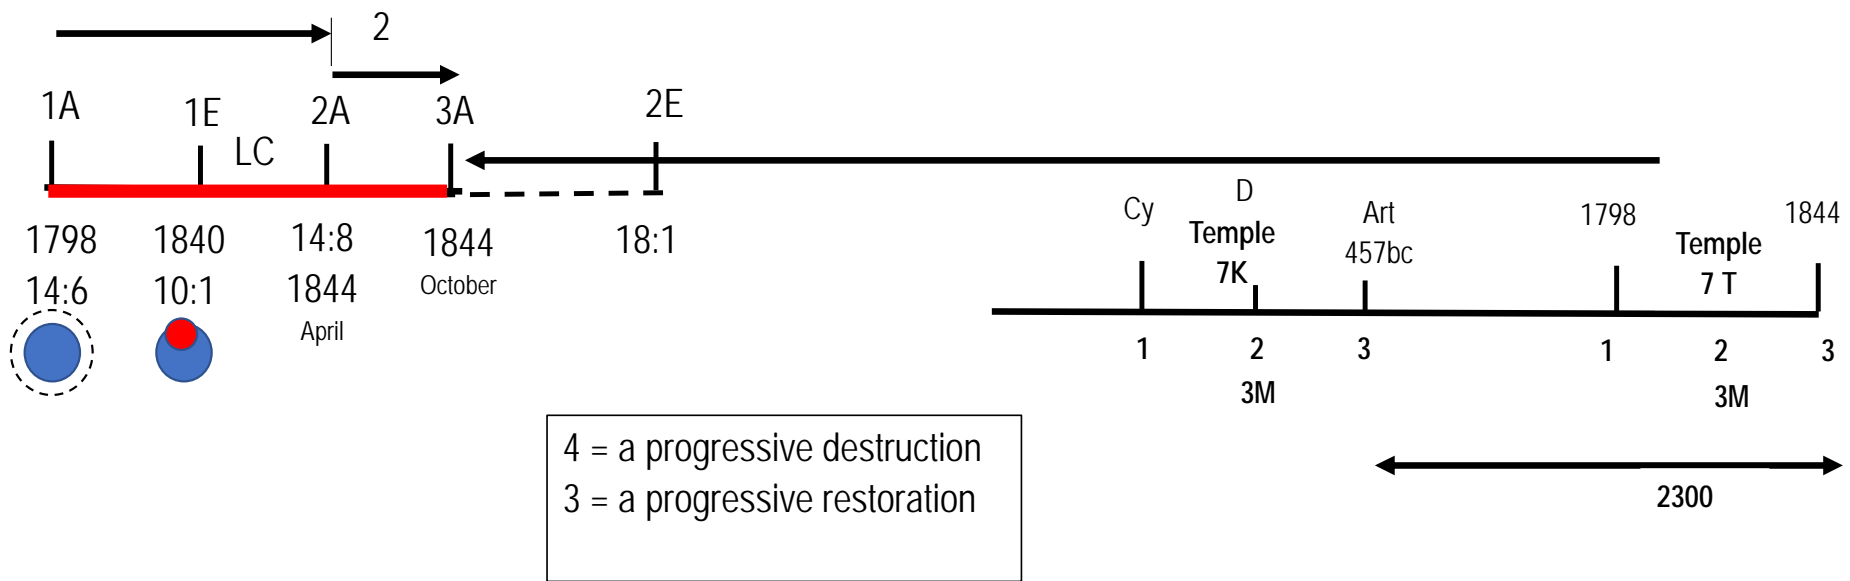 2
1A
1E
LC
2A
3A
2E
1798
14:6
1840
10:1
14:8
1844
April
1844
October
18:1
Cy
D
Temple
7K
Art
457bc
1798
Temple
7 T
1844
1
2
3
3M
1
2
3
3M
2300
4 = a progressive destruction
3 = a progressive restoration